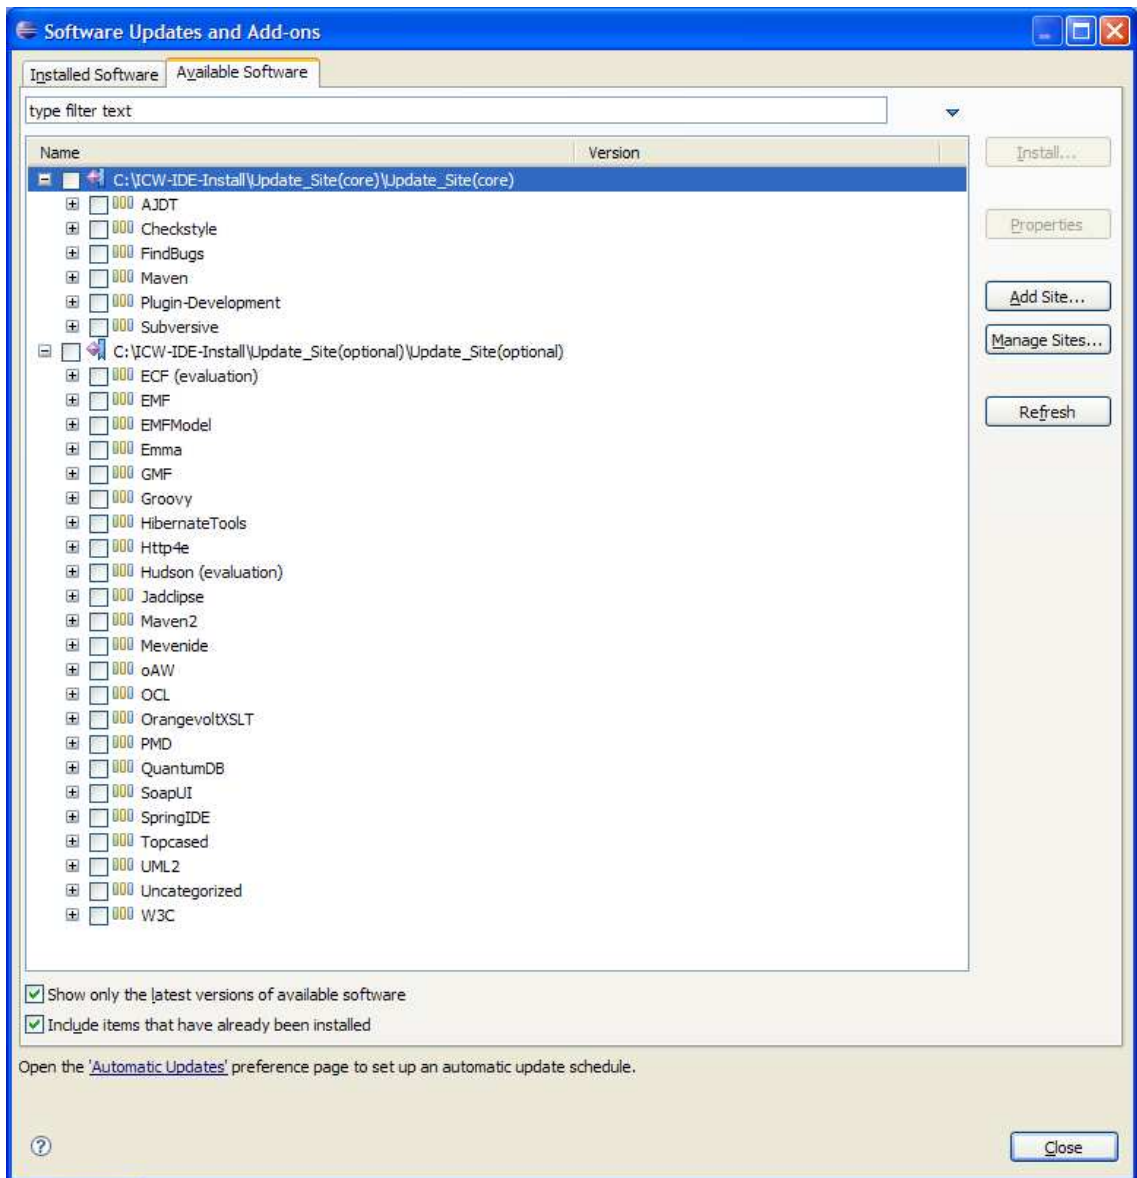 Software Updates and Add-ons
Installed Software Available Software
type filter text
Name Version
Install...
C:\ICW-IDE-Install\Update_Site(core)\Update_Site(core)
AJDT
Checkstyle
Properties
FindBugs
Maven
Plugin-Development
Add Site...
Subversive
C:\ICW-IDE-Install\Update_Site(optional)\Update_Site(optional)
Manage Sites...
ECF (evaluation)
EMF
Refresh
EMFModel
Emma
GMF
Groovy
HibernateTools
Http4e
Hudson (evaluation)
Jadclipse
Maven2
Mevenide
oAW
OCL
OrangevoltXSLT
PMD
QuantumDB
SoapUI
SpringIDE
Topcased
UML2
Uncategorized
W3C
Show only the latest versions of available software
Include items that have already been installed
Open the 'Automatic Updates' preference page to set up an automatic update schedule.
?
Close